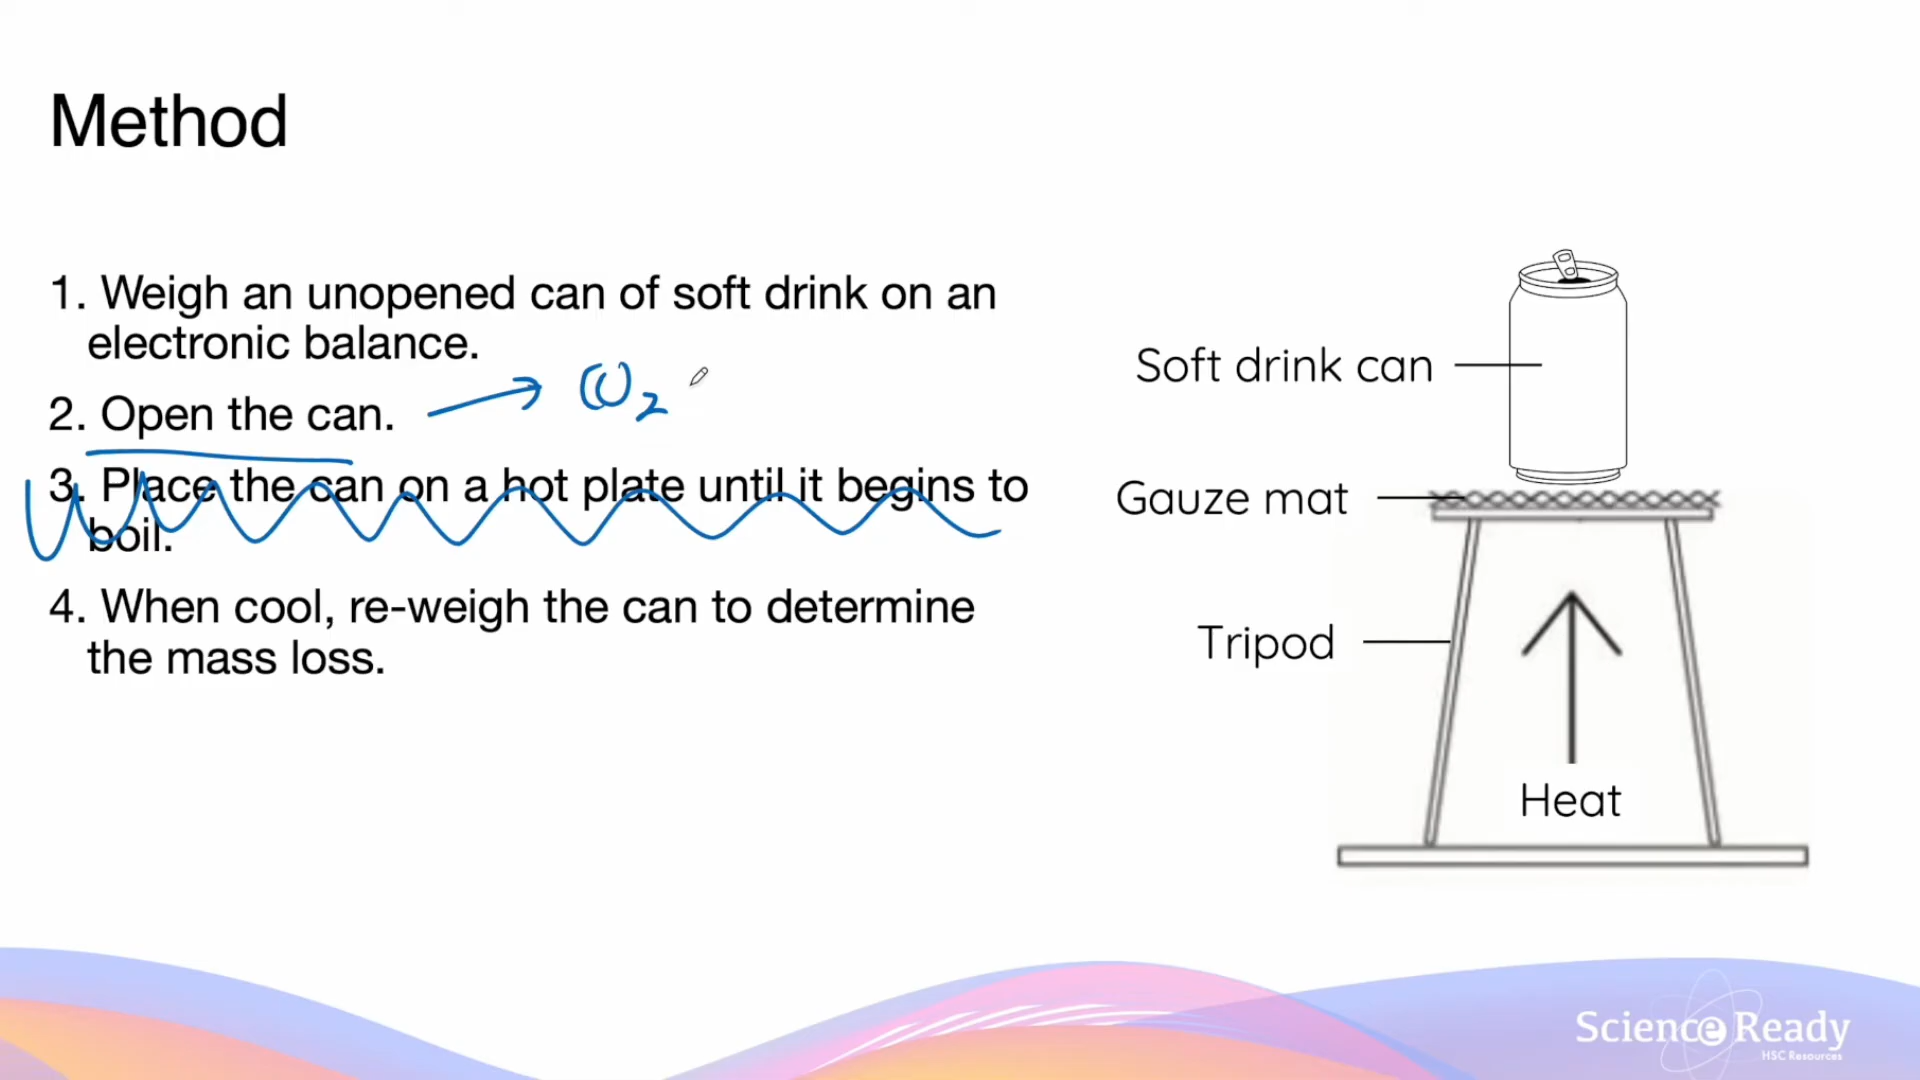 Method
1. Weigh an unopened can of soft drink on an
electronic balance.
2. Open the can. → CO₂
3. Place the can on a hot plate until it begins to
boil.
4. When cool, re-weigh the can to determine
the mass loss.
Soft drink can
Gauze mat
Tripod
Heat
Science Ready
HSC Resources